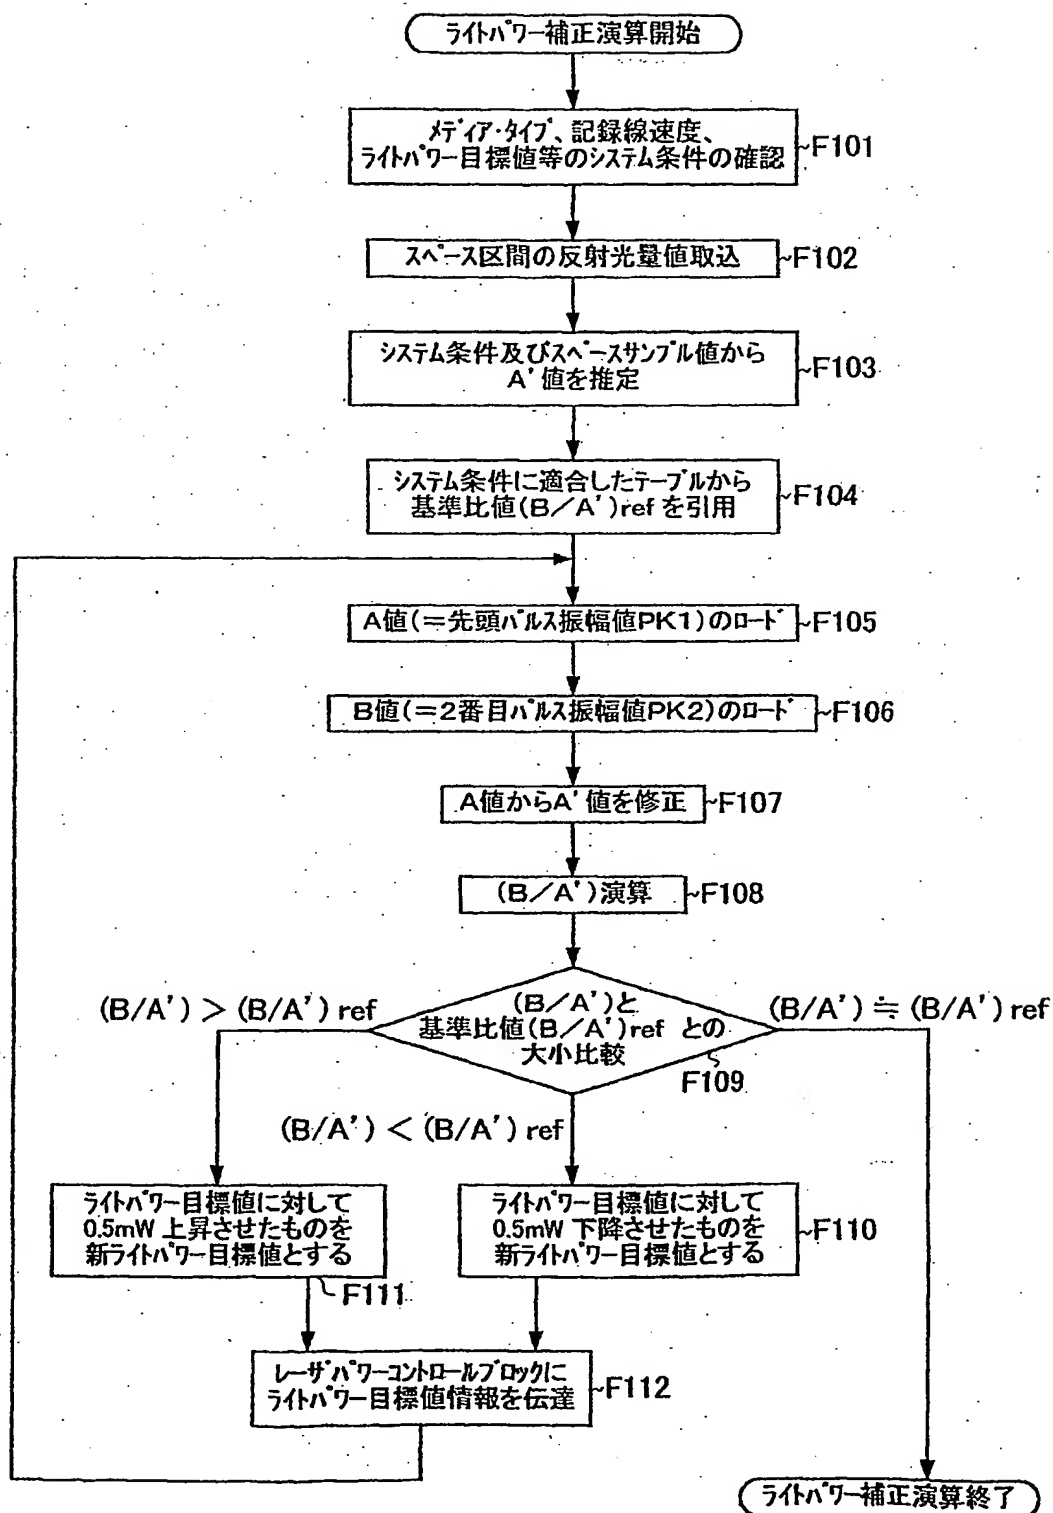 ライトパワー補正演算開始
メディア・タイプ、記録線速度、
ライトパワー目標値等のシステム条件の確認
F101
スペース区間の反射光量値取込
F102
システム条件及びスペースサンプル値から
A'値を推定
F103
システム条件に適合したテーブルから
基準比値(B/A')ref を引用
F104
A値(=先頭パルス振幅値PK1)のロード
F105
B値(=2番目パルス振幅値PK2)のロード
F106
A値からA'値を修正
F107
(B/A')演算
F108
(B/A') > (B/A') ref
(B/A')と
基準比値(B/A')ref との
大小比較
F109
(B/A') ≒ (B/A') ref
(B/A') < (B/A') ref
ライトパワー目標値に対して
0.5mW 上昇させたものを
新ライトパワー目標値とする
F111
ライトパワー目標値に対して
0.5mW 下降させたものを
新ライトパワー目標値とする
F110
レーザパワーコントロールブロックに
ライトパワー目標値情報を伝達
F112
ライトパワー補正演算終了